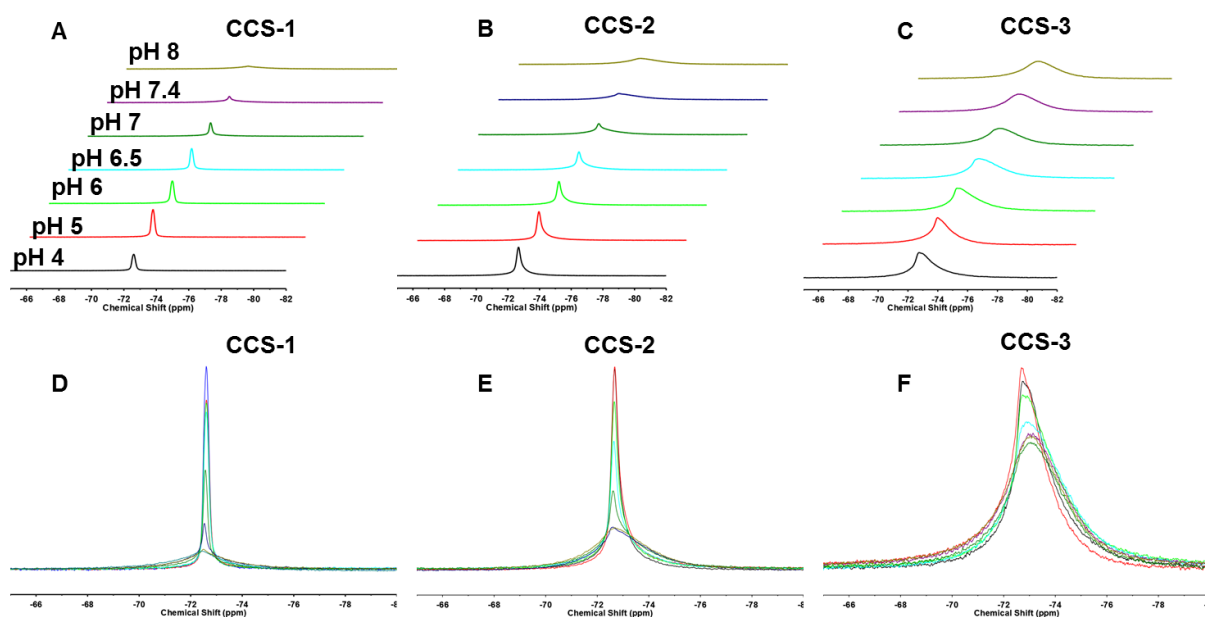 A CCS-1
pH 8
pH 7.4
pH 7
pH 6.5
pH 6
pH 5
pH 4
-66 -68 -70 -72 -74 -76 -78 -80 -82
Chemical Shift (ppm)
B CCS-2
-66 -68 -70 -72 -74 -76 -78 -80 -82
Chemical Shift (ppm)
C CCS-3
-66 -68 -70 -72 -74 -76 -78 -80 -82
Chemical Shift (ppm)
CCS-1
D
-66 -68 -70 -72 -74 -76 -78 -8
Chemical Shift (ppm)
CCS-2
E
-66 -68 -70 -72 -74 -76 -78 -8
Chemical Shift (ppm)
CCS-3
F
-66 -68 -70 -72 -74 -76 -78
Chemical Shift (ppm)